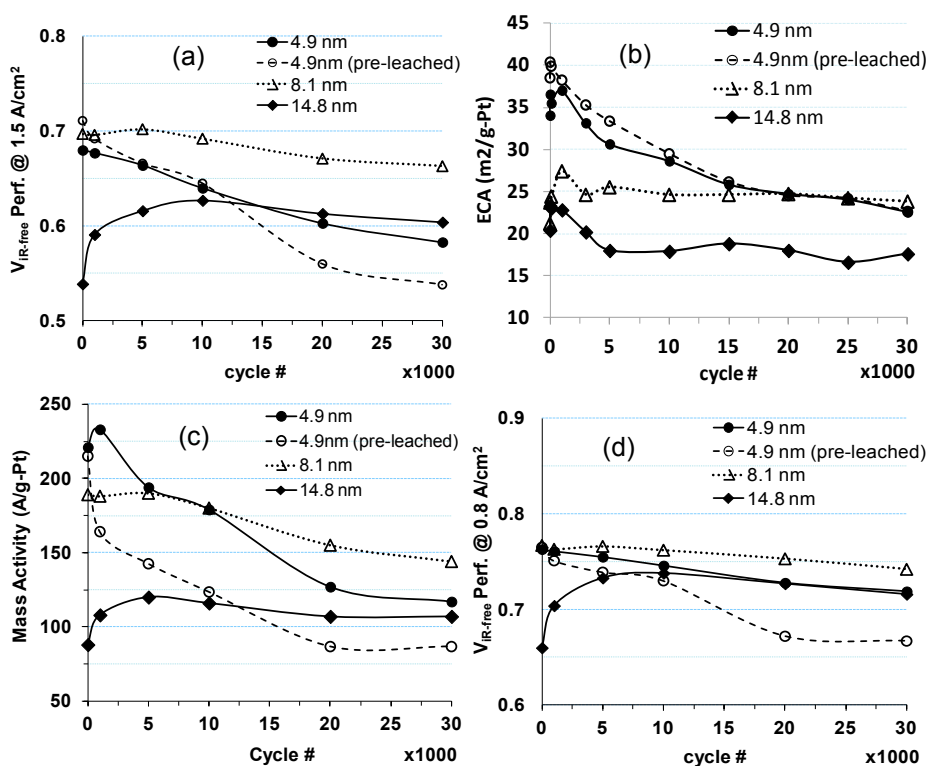 (a)
V_iR-free Perf. @ 1.5 A/cm²
0.8
0.7
0.6
0.5
4.9 nm
4.9nm (pre-leached)
8.1 nm
14.8 nm
0 5 10 20 30
cycle # x1000
(b)
ECA (m2/g-Pt)
45
40
35
30
25
20
15
10
4.9 nm
4.9nm (pre-leached)
8.1 nm
14.8 nm
0 5 10 15 20 25 30
cycle # x1000
(c)
Mass Activity (A/g-Pt)
250
200
150
100
50
4.9 nm
4.9nm (pre-leached)
8.1 nm
14.8 nm
0 5 10 20 30
Cycle # x1000
(d)
V_iR-free Perf. @ 0.8 A/cm²
0.9
0.8
0.7
0.6
4.9 nm
4.9 nm (pre-leached)
8.1 nm
14.8 nm
0 5 10 20 30
cycle # x1000